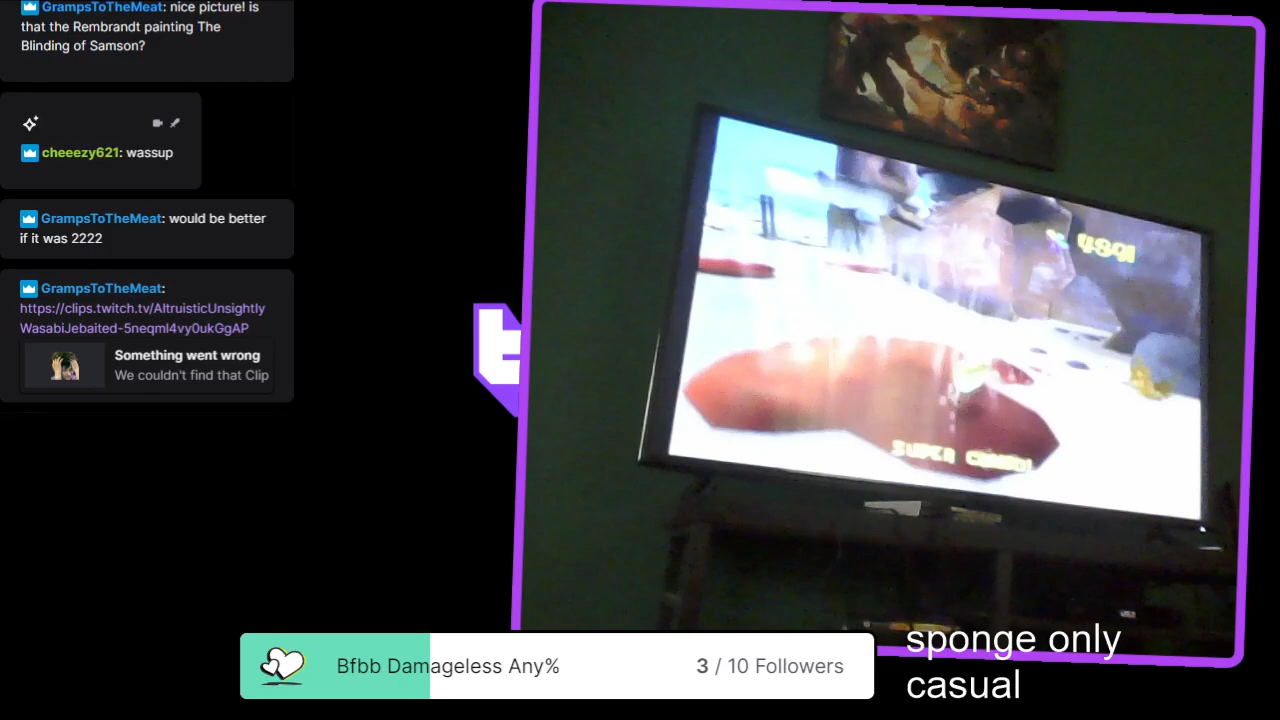 GrampsToTheMeat: nice picture! is
that the Rembrandt painting The
Blinding of Samson?
cheeezy621: wassup
GrampsToTheMeat: would be better
if it was 2222
GrampsToTheMeat:
https://clips.twitch.tv/AltruisticUnsightly
WasabiJebaited-5neqml4vy0ukGgAP
Something went wrong
We couldn't find that Clip
4891
SUPER COMBO!
Bfbb Damageless Any% 3 / 10 Followers
sponge only
casual